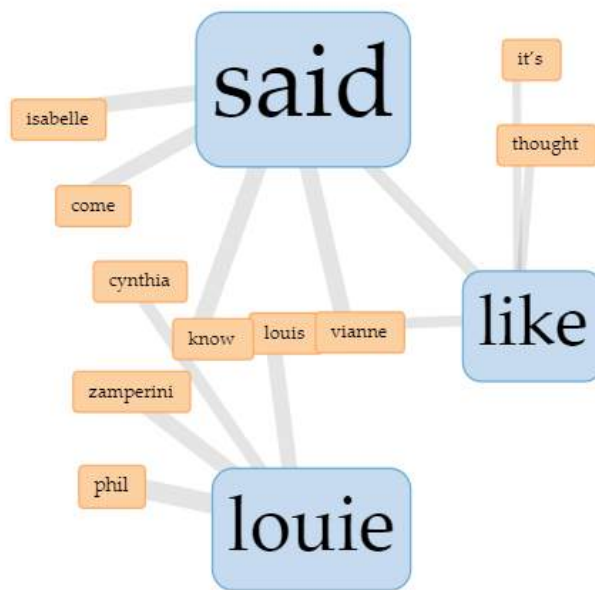 said
it's
isabelle
thought
come
cynthia
know
louis
vianne
like
zamperini
phil
louie